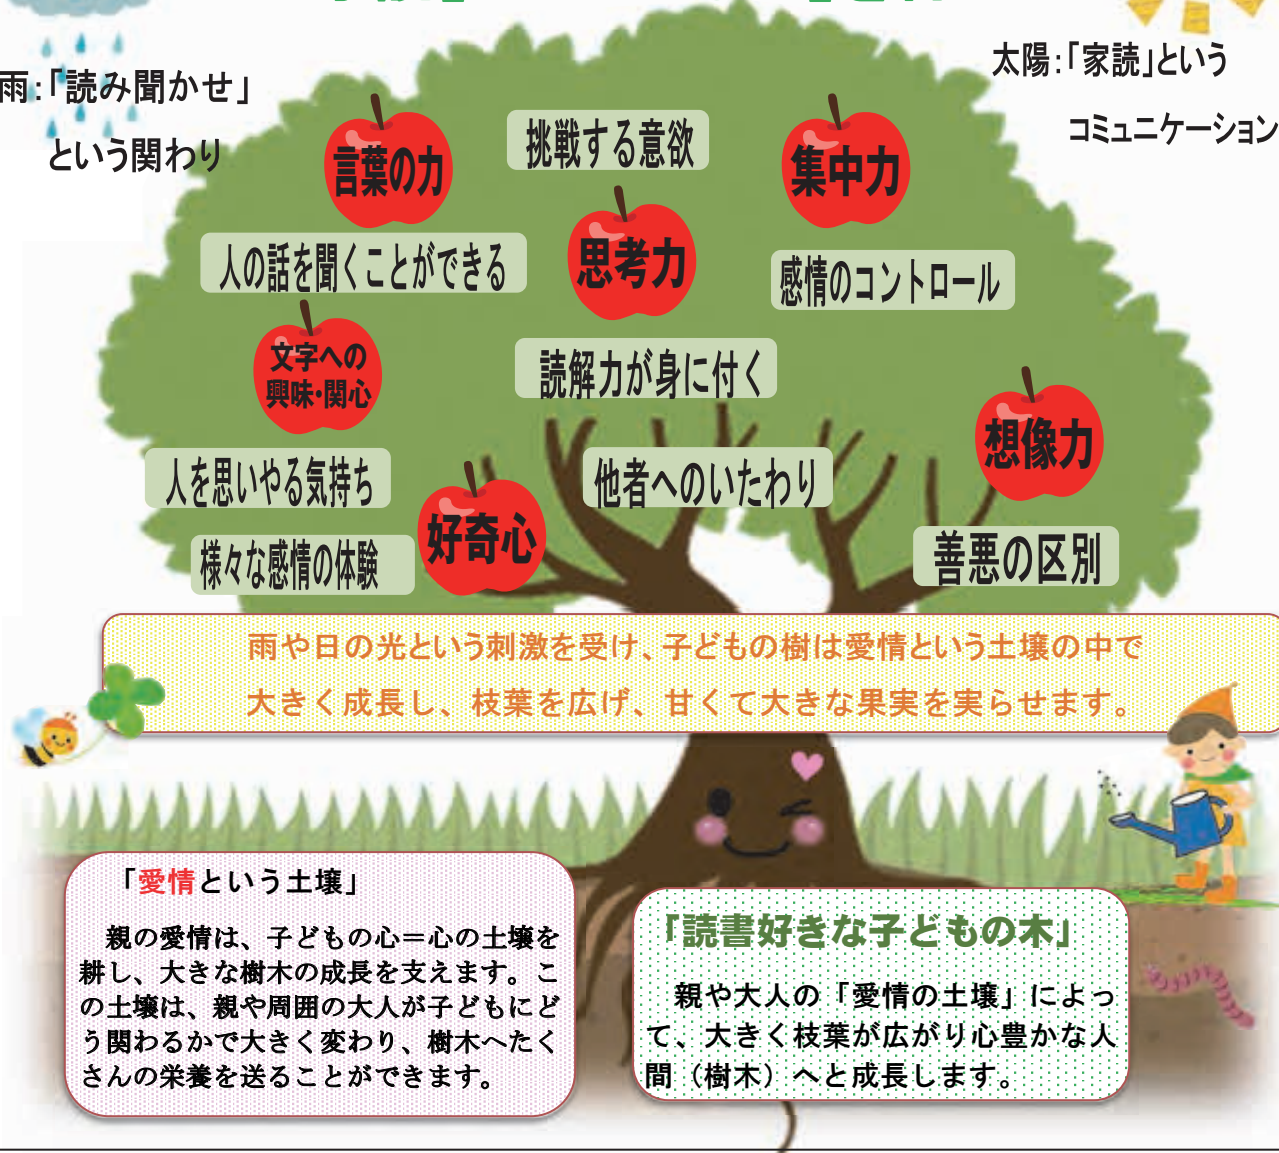 雨:「読み聞かせ」
という関わり
太陽:「家読」という
コミュニケーション
言葉の力
挑戦する意欲
集中力
人の話を聞くことができる
思考力
感情のコントロール
文字への
興味・関心
読解力が身に付く
想像力
人を思いやる気持ち
他者へのいたわり
好奇心
様々な感情の体験
善悪の区別
雨や日の光という刺激を受け、子どもの樹は愛情という土壌の中で
大きく成長し、枝葉を広げ、甘くて大きな果実を実らせます。
「愛情という土壌」
親の愛情は、子どもの心＝心の土壌を
耕し、大きな樹木の成長を支えます。こ
の土壌は、親や周囲の大人が子どもにど
う関わるかで大きく変わり、樹木へたく
さんの栄養を送ることができます。
「読書好きな子どもの木」
親や大人の「愛情の土壌」によっ
て、大きく枝葉が広がり心豊かな人
間（樹木）へと成長します。